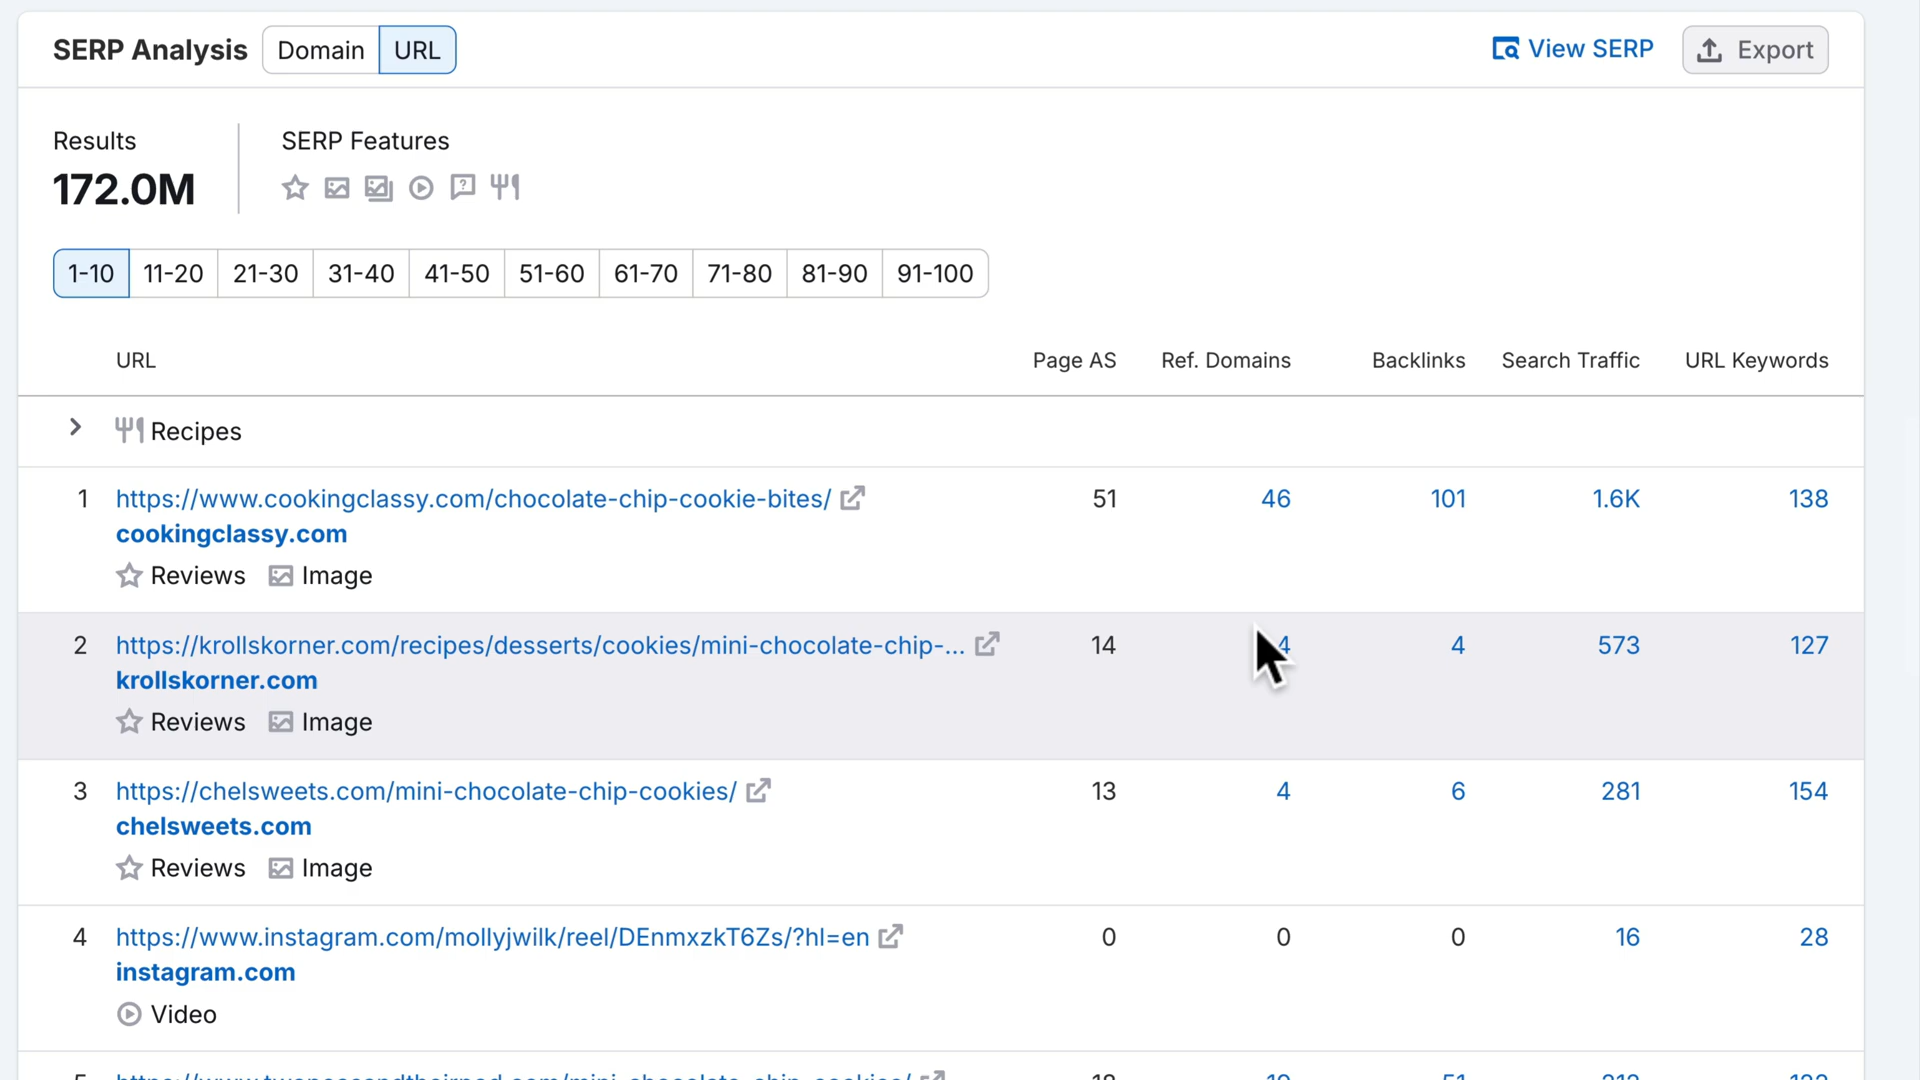 SERP Analysis Domain URL View SERP Export
Results SERP Features
172.0M
1-10 11-20 21-30 31-40 41-50 51-60 61-70 71-80 81-90 91-100
URL Page AS Ref. Domains Backlinks Search Traffic URL Keywords
Recipes
1 https://www.cookingclassy.com/chocolate-chip-cookie-bites/ 51 46 101 1.6K 138
cookingclassy.com
Reviews Image
2 https://krollskorner.com/recipes/desserts/cookies/mini-chocolate-chip-... 14 4 4 573 127
krollskorner.com
Reviews Image
3 https://chelsweets.com/mini-chocolate-chip-cookies/ 13 4 6 281 154
chelsweets.com
Reviews Image
4 https://www.instagram.com/mollyjwilk/reel/DEnmxzkT6Zs/?hl=en 0 0 0 16 28
instagram.com
Video